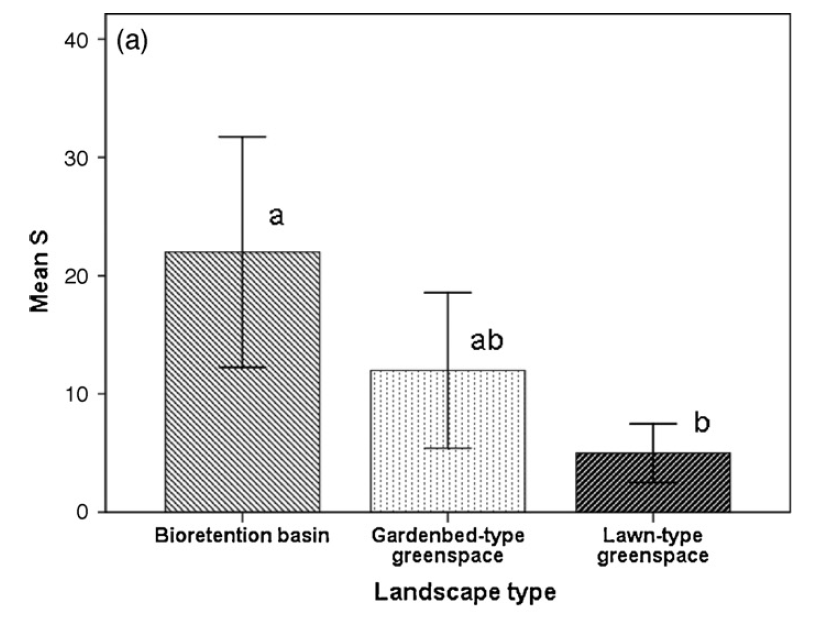 (a)
40
30
20
10
0
Mean S
a
ab
b
Bioretention basin
Gardenbed-type
greenspace
Lawn-type
greenspace
Landscape type